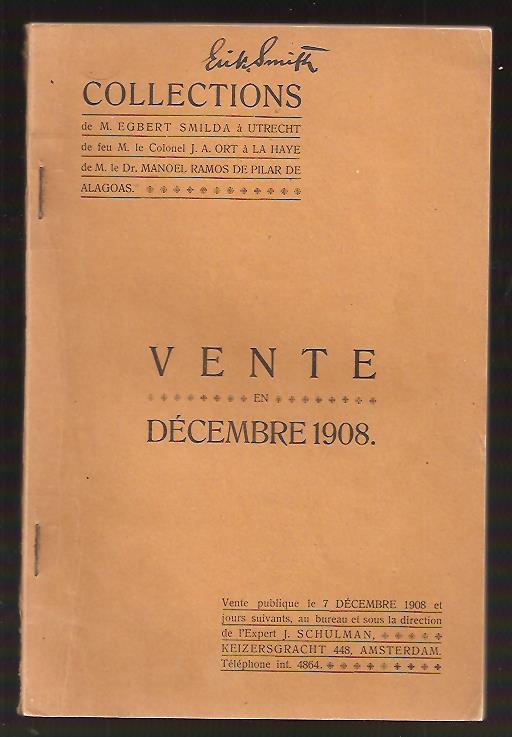 Erik Smith
COLLECTIONS
de M. EGBERT SMILDA à UTRECHT
de feu M. le Colonel J. A. ORT à LA HAYE
de M. le Dr. MANOEL RAMOS DE PILAR DE
ALAGOAS.
VENTE
EN
DÉCEMBRE 1908.
Vente publique le 7 DÉCEMBRE 1908 et
jours suivants, au bureau et sous la direction
de l'Expert J. SCHULMAN,
KEIZERSGRACHT 448, AMSTERDAM.
Téléphone int. 4864.